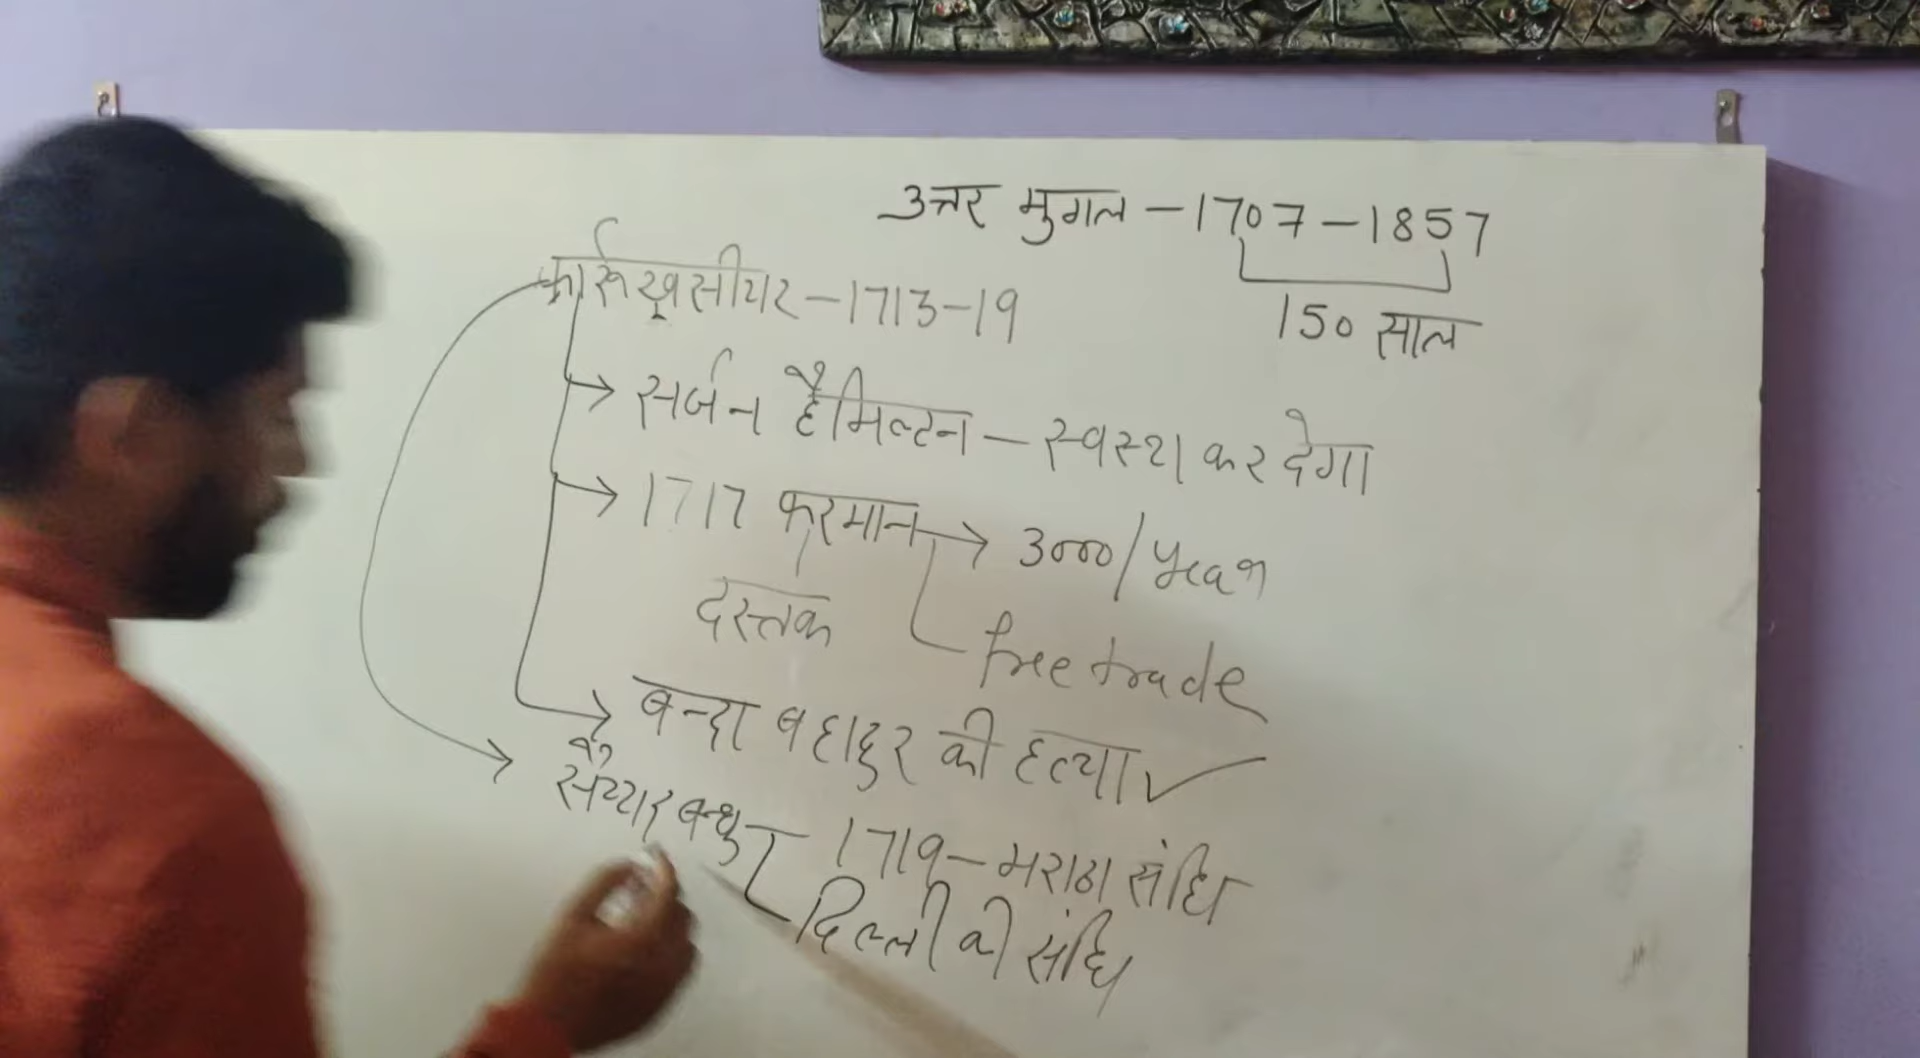 उत्तर मुगल - 1707 - 1857
150 साल
फार्रूखसीयर - 1713-19
→ सर्जन हैमिल्टन - स्वस्थ कर देगा
→ 1717 फरमान → 3000/year
दस्तक
free trade
→ बन्दा बहादुर की हत्या ✓
सैय्यद बन्धु - 1719 - मराठा संधि
दिल्ली की संधि